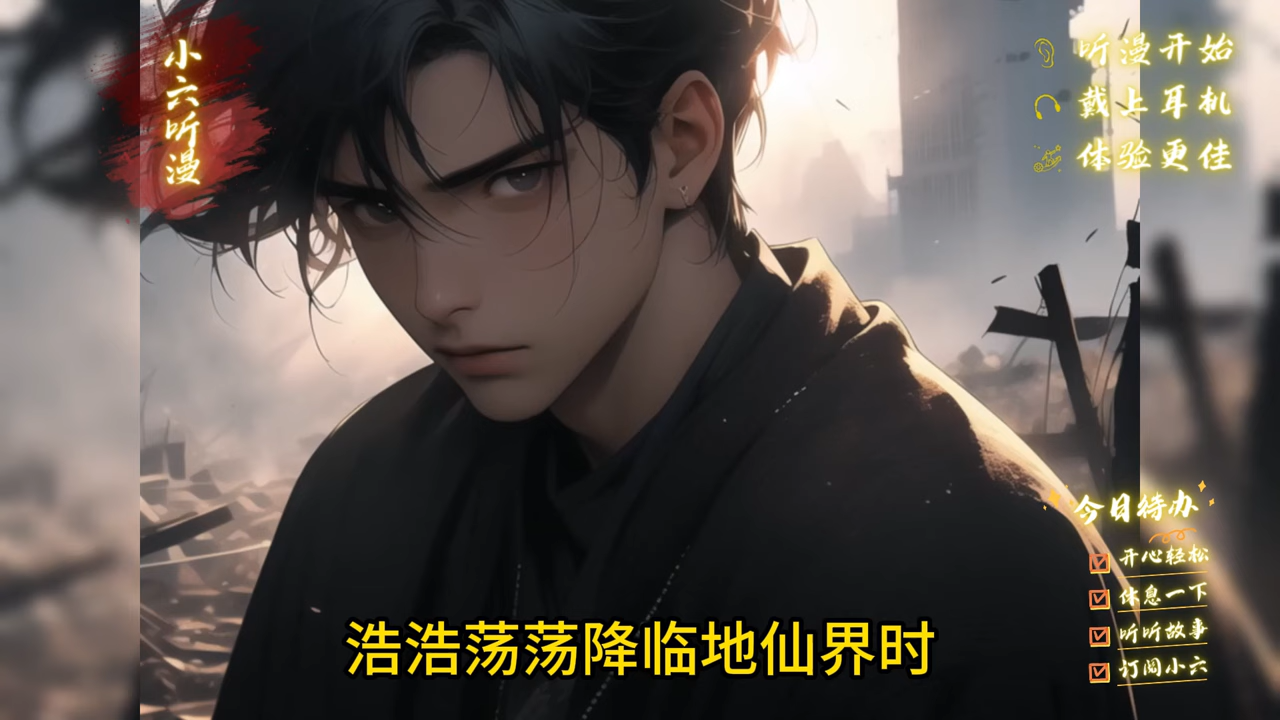 小六听漫
听漫开始
戴上耳机
体验更佳
今日待办
开心轻松
休息一下
听听故事
订阅小六
浩浩荡荡降临地仙界时